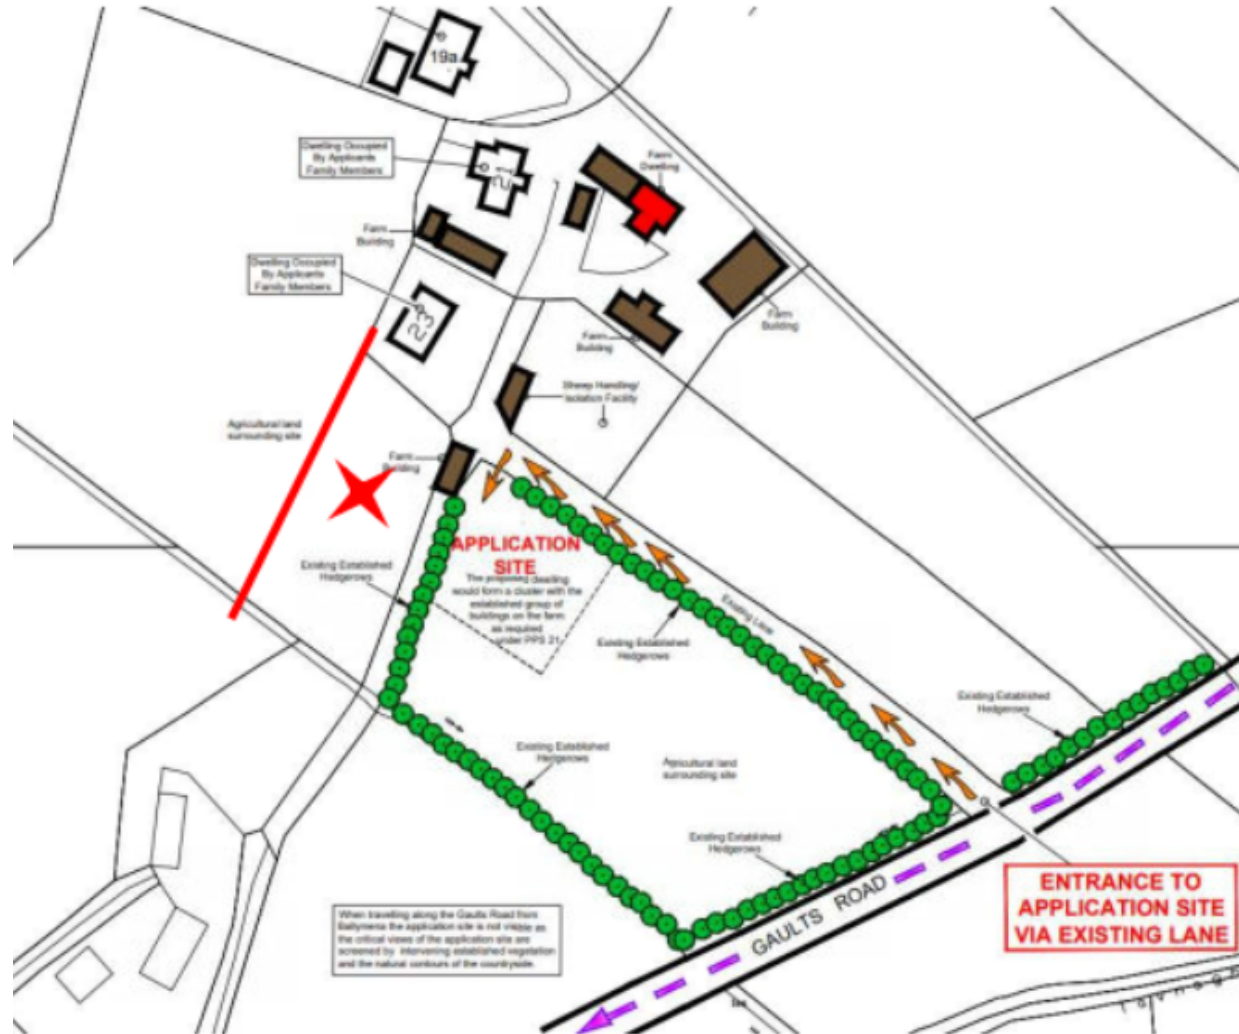 19a
Dwelling Occupied
By Applicants
Family Members
21
Farm
Dwelling
Farm
Building
Dwelling Occupied
By Applicants
Family Members
23
Farm
Building
Farm
Building
Sheep Handling/
Isolation Facility
Agricultural land
surrounding site
Farm
Building
APPLICATION
SITE
The proposed dwelling
would form a cluster with the
established group of
buildings on the farm
as required
under PPS 21
Existing Established
Hedgerows
Existing Lane
Existing Established
Hedgerows
Existing Established
Hedgerows
Existing Established
Hedgerows
Agricultural land
surrounding site
Existing Established
Hedgerows
GAULTS ROAD
ENTRANCE TO
APPLICATION SITE
VIA EXISTING LANE
When travelling along the Gaults Road from
Ballymena the application site is not visible as
the critical views of the application site are
screened by intervening established vegetation
and the natural contours of the countryside.